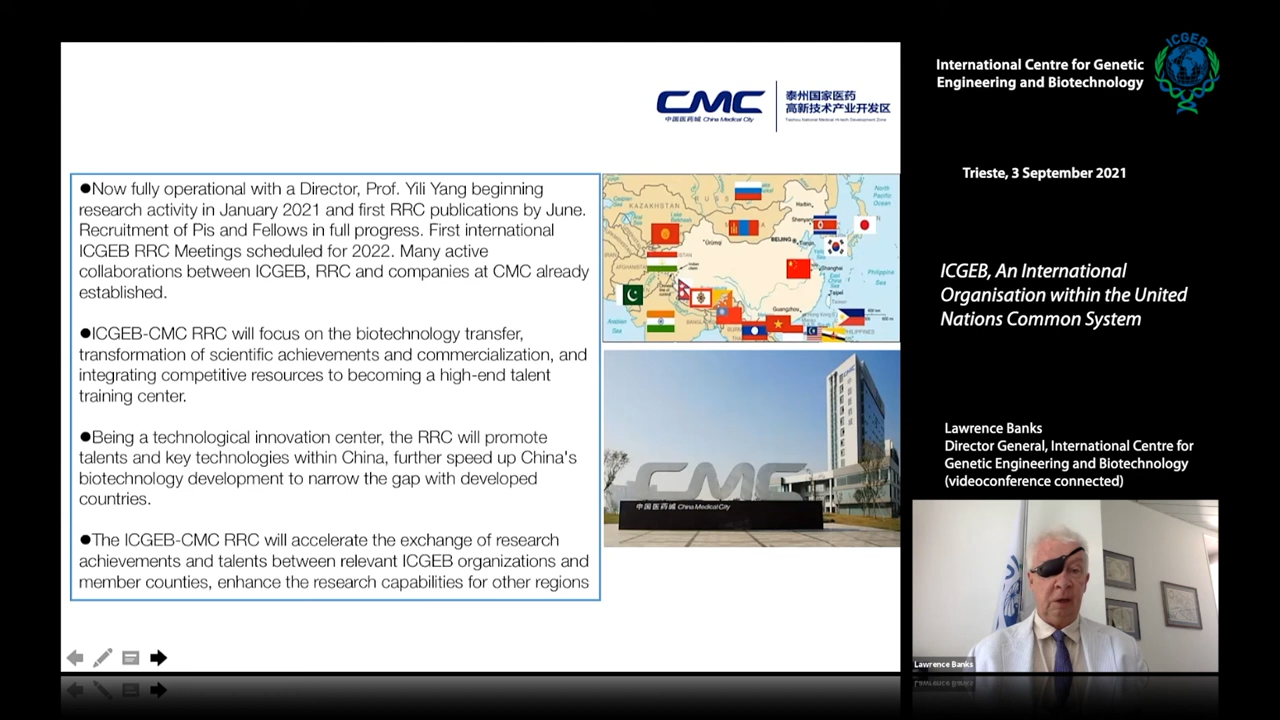 CMC
中国医药城 China Medical City
泰州国家医药
高新技术产业开发区
Taizhou National Medical Hi-tech Development Zone
●Now fully operational with a Director, Prof. Yili Yang beginning
research activity in January 2021 and first RRC publications by June.
Recruitment of Pis and Fellows in full progress. First international
ICGEB RRC Meetings scheduled for 2022. Many active
collaborations between ICGEB, RRC and companies at CMC already
established.
●ICGEB-CMC RRC will focus on the biotechnology transfer,
transformation of scientific achievements and commercialization, and
integrating competitive resources to becoming a high-end talent
training center.
●Being a technological innovation center, the RRC will promote
talents and key technologies within China, further speed up China's
biotechnology development to narrow the gap with developed
countries.
●The ICGEB-CMC RRC will accelerate the exchange of research
achievements and talents between relevant ICGEB organizations and
member counties, enhance the research capabilities for other regions
KAZAKHSTAN
North
Pacific
Ocean
Harbin
Shenyang
Ürümqi
BEIJING
Shanghai
Taipei
Guangzhou
Philippine
Sea
Arabian
Sea
PHILIPPINES
CMC
CMC
中国医药城 China Medical City
International Centre for Genetic
Engineering and Biotechnology
ICGEB
Trieste, 3 September 2021
ICGEB, An International
Organisation within the United
Nations Common System
Lawrence Banks
Director General, International Centre for
Genetic Engineering and Biotechnology
(videoconference connected)
Lawrence Banks